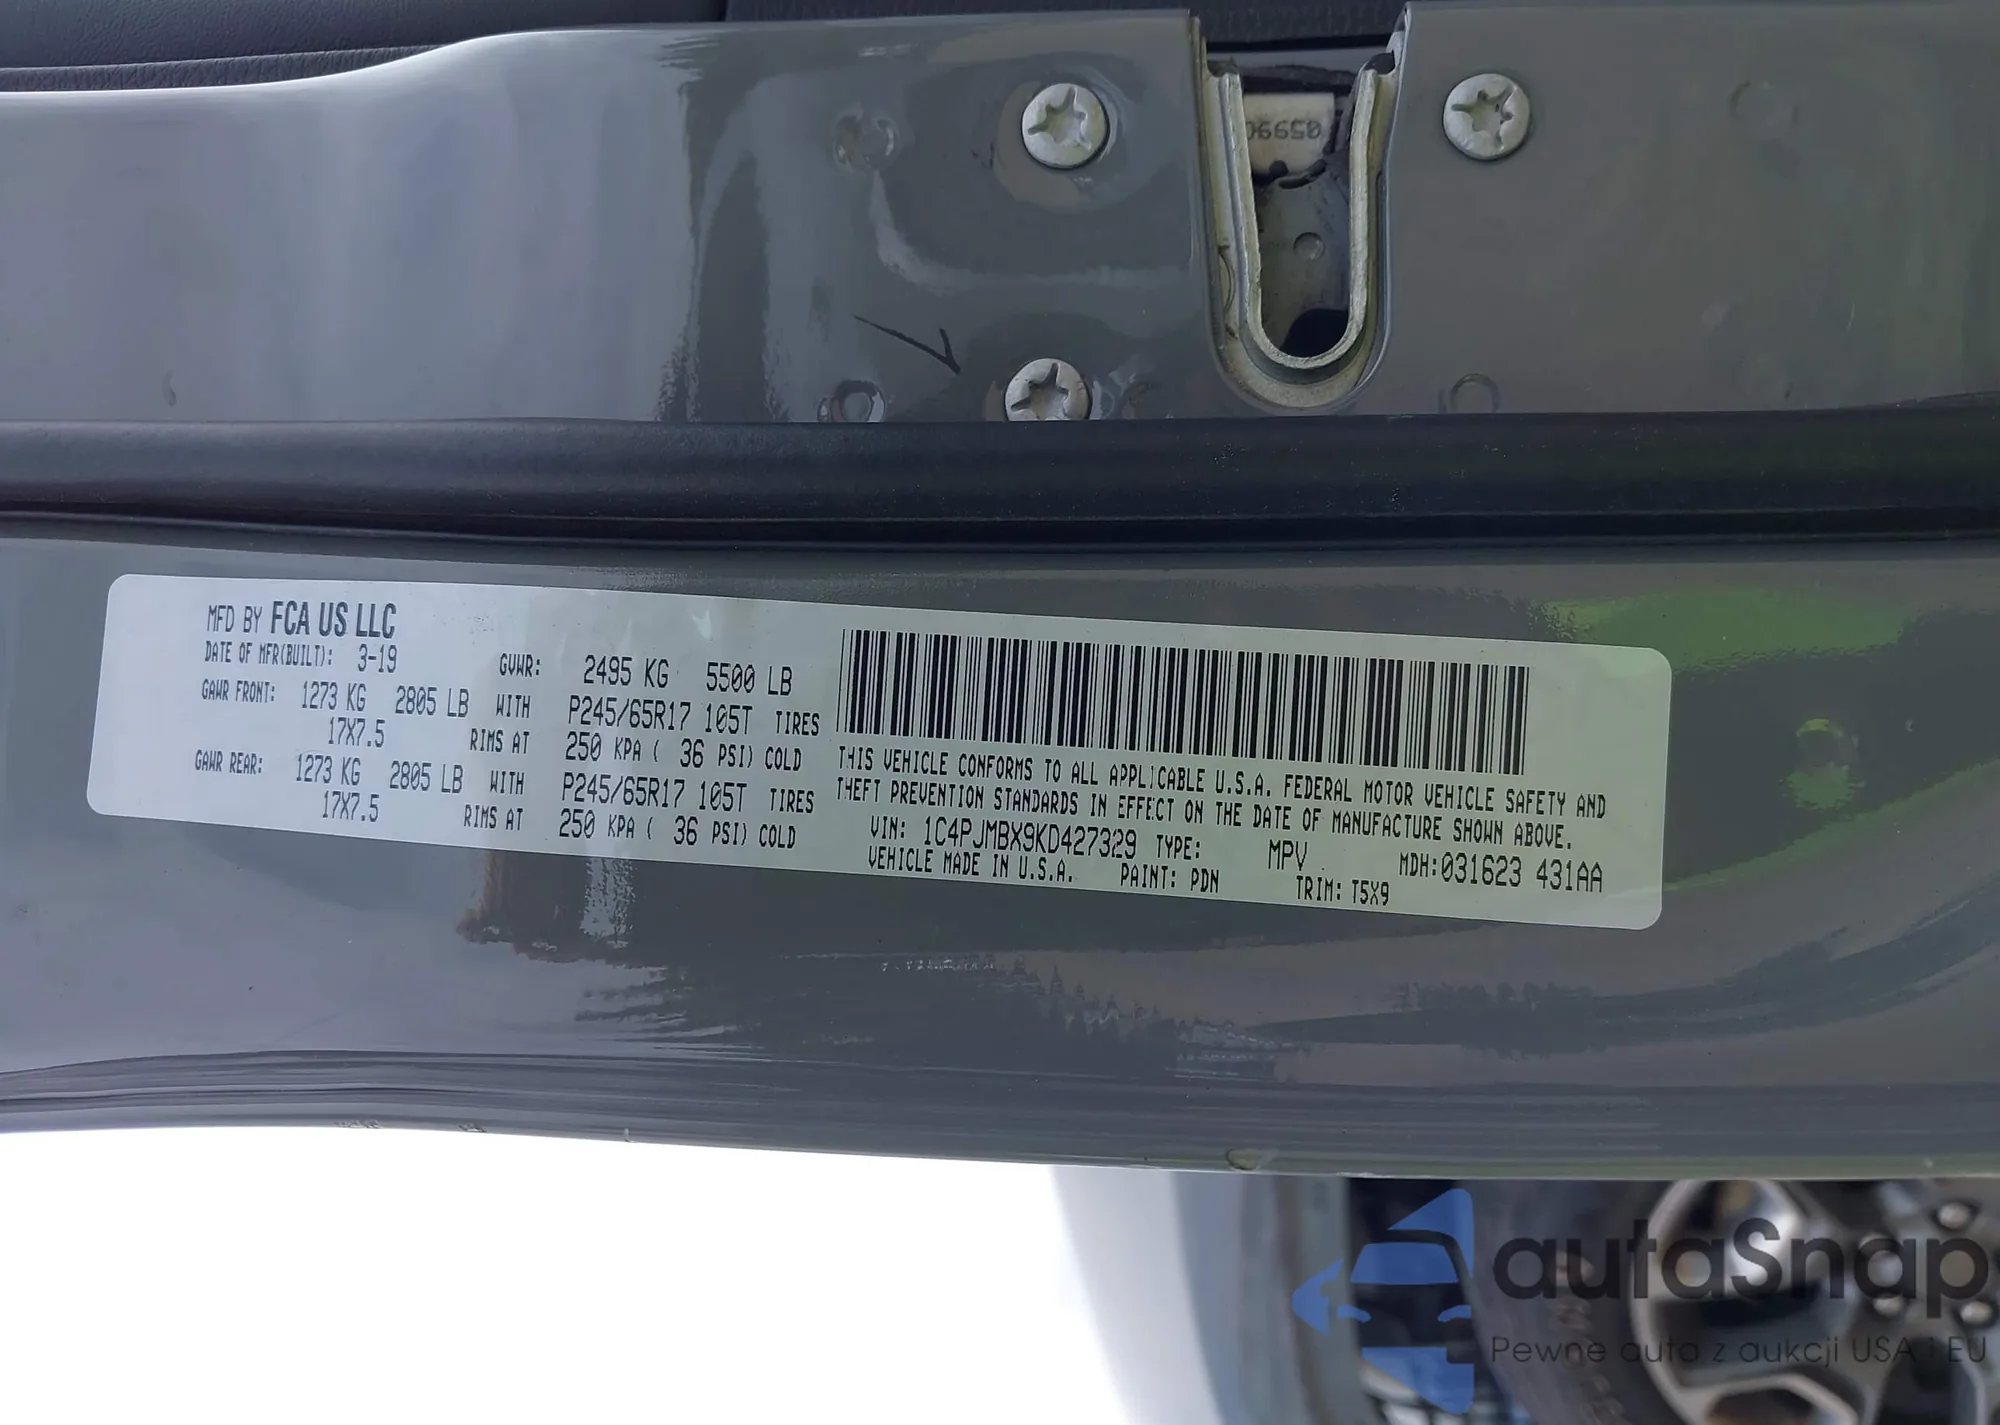 05990
MFD BY FCA US LLC
DATE OF MFR(BUILT): 3-19 GVWR: 2495 KG 5500 LB
GAWR FRONT: 1273 KG 2805 LB WITH P245/65R17 105T TIRES
17X7.5 RIMS AT 250 KPA ( 36 PSI) COLD
GAWR REAR: 1273 KG 2805 LB WITH P245/65R17 105T TIRES
17X7.5 RIMS AT 250 KPA ( 36 PSI) COLD
THIS VEHICLE CONFORMS TO ALL APPLICABLE U.S.A. FEDERAL MOTOR VEHICLE SAFETY AND
THEFT PREVENTION STANDARDS IN EFFECT ON THE DATE OF MANUFACTURE SHOWN ABOVE.
VIN: 1C4PJMBX9KD427329 TYPE: MPV MDH:031623 431AA
VEHICLE MADE IN U.S.A. PAINT: PDN TRIM: T5X9
autaSnap
Pewne auta z aukcji USA i EU